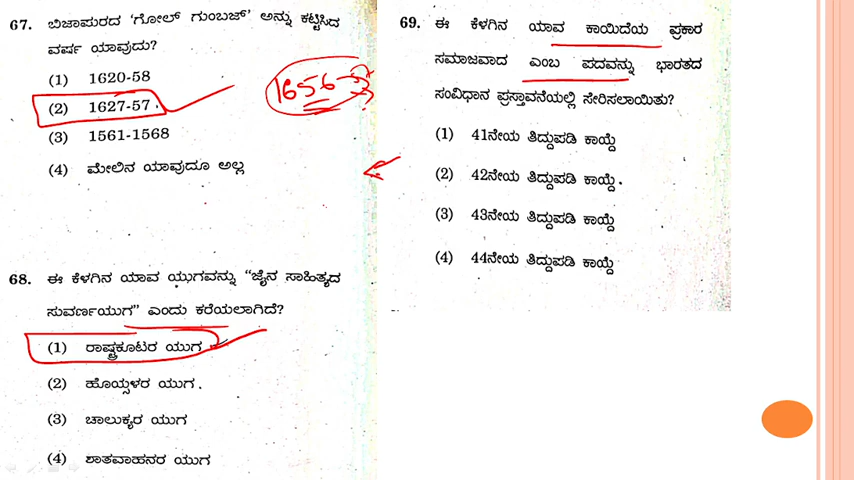 67. ಬಿಜಾಪುರದ ‘ಗೋಲ್ ಗುಂಬಜ್’ ಅನ್ನು ಕಟ್ಟಿಸಿದ
ವರ್ಷ ಯಾವುದು?
(1) 1620-58
(2) 1627-57.
(3) 1561-1568
(4) ಮೇಲಿನ ಯಾವುದೂ ಅಲ್ಲ
1656
68. ಈ ಕೆಳಗಿನ ಯಾವ ಯುಗವನ್ನು “ಜೈನ ಸಾಹಿತ್ಯದ
ಸುವರ್ಣಯುಗ” ಎಂದು ಕರೆಯಲಾಗಿದೆ?
(1) ರಾಷ್ಟ್ರಕೂಟರ ಯುಗ
(2) ಹೊಯ್ಸಳರ ಯುಗ.
(3) ಚಾಲುಕ್ಯರ ಯುಗ
(4) ಶಾತವಾಹನರ ಯುಗ
69. ಈ ಕೆಳಗಿನ ಯಾವ ಕಾಯಿದೆಯ ಪ್ರಕಾರ
ಸಮಾಜವಾದ ಎಂಬ ಪದವನ್ನು ಭಾರತದ
ಸಂವಿಧಾನ ಪ್ರಸ್ತಾವನೆಯಲ್ಲಿ ಸೇರಿಸಲಾಯಿತು?
(1) 41ನೇಯ ತಿದ್ದುಪಡಿ ಕಾಯ್ದೆ
(2) 42ನೇಯ ತಿದ್ದುಪಡಿ ಕಾಯ್ದೆ.
(3) 43ನೇಯ ತಿದ್ದುಪಡಿ ಕಾಯ್ದೆ
(4) 44ನೇಯ ತಿದ್ದುಪಡಿ ಕಾಯ್ದೆ